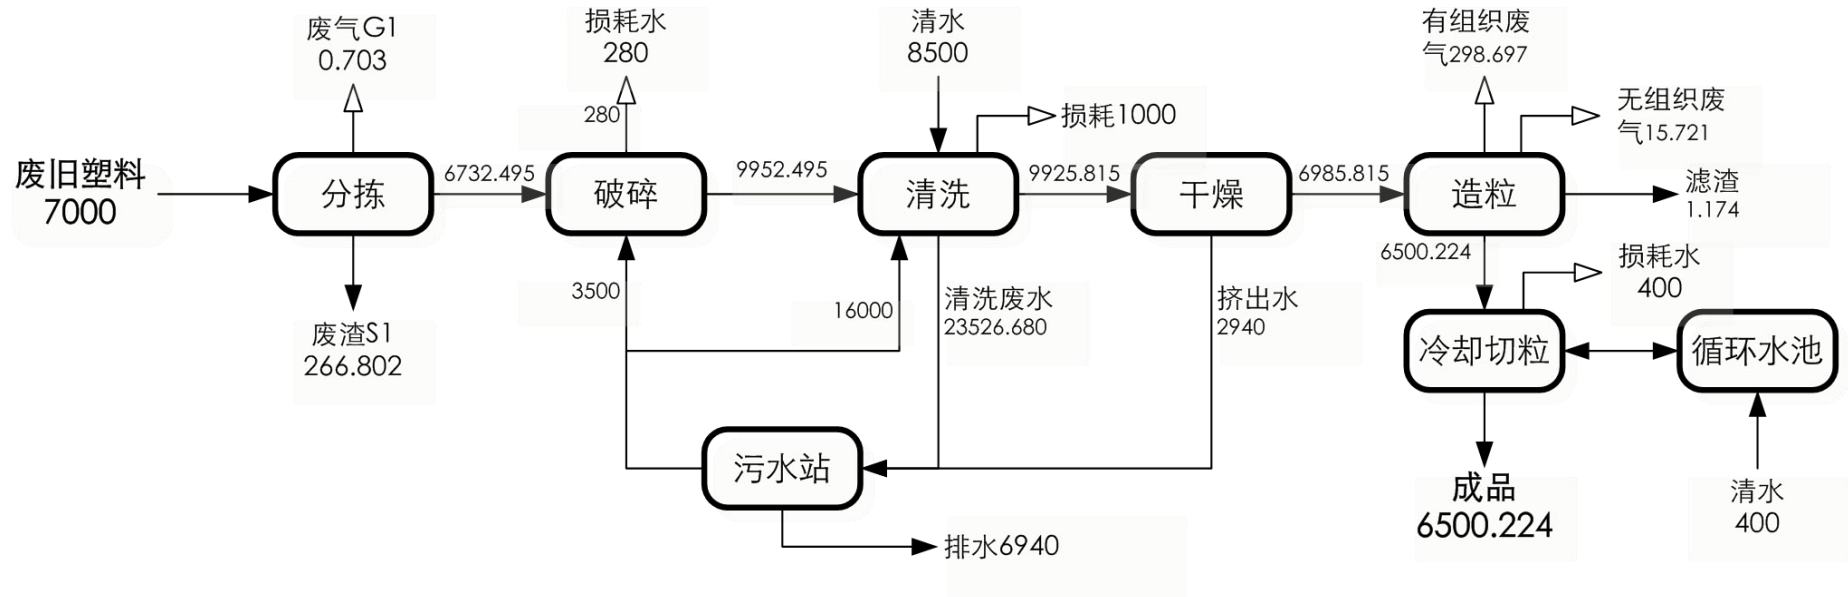 废气G1
0.703
损耗水
280
清水
8500
有组织废
气298.697
280
损耗1000
无组织废
气15.721
废旧塑料
7000
分拣
6732.495
破碎
9952.495
清洗
9925.815
干燥
6985.815
造粒
滤渣
1.174
废渣S1
266.802
3500
16000
清洗废水
23526.680
挤出水
2940
6500.224
损耗水
400
冷却切粒
循环水池
污水站
排水6940
成品
6500.224
清水
400